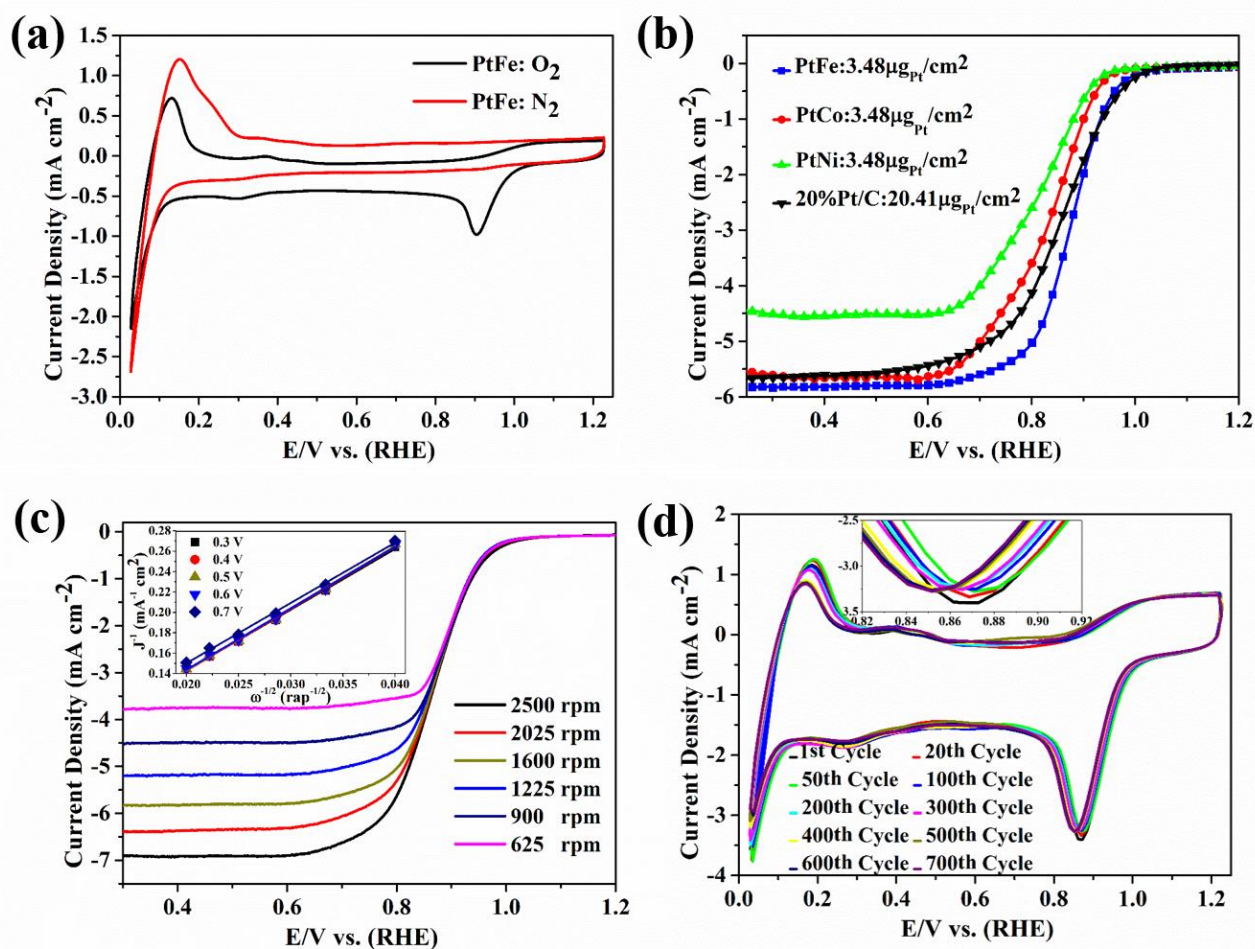 (a)
1.5
1.0
0.5
0.0
-0.5
-1.0
-1.5
-2.0
-2.5
-3.0
Current Density (mA cm-2)
PtFe: O2
PtFe: N2
0.0 0.2 0.4 0.6 0.8 1.0 1.2
E/V vs. (RHE)
(b)
0
-1
-2
-3
-4
-5
-6
Current Density (mA cm-2)
PtFe:3.48μgPt/cm2
PtCo:3.48μgPt/cm2
PtNi:3.48μgPt/cm2
20%Pt/C:20.41μgPt/cm2
0.4 0.6 0.8 1.0 1.2
E/V vs. (RHE)
(c)
0
-1
-2
-3
-4
-5
-6
-7
Current Density (mA cm-2)
0.28
0.26
0.24
0.22
0.20
0.18
0.16
0.14
J-1 (mA-1 cm2)
0.3 V
0.4 V
0.5 V
0.6 V
0.7 V
0.020 0.025 0.030 0.035 0.040
ω-1/2 (rap-1/2)
2500 rpm
2025 rpm
1600 rpm
1225 rpm
900 rpm
625 rpm
0.4 0.6 0.8 1.0 1.2
E/V vs. (RHE)
(d)
2
1
0
-1
-2
-3
-4
Current Density (mA cm-2)
-2.5
-3.0
-3.5
0.82 0.84 0.86 0.88 0.90 0.92
1st Cycle 20th Cycle
50th Cycle 100th Cycle
200th Cycle 300th Cycle
400th Cycle 500th Cycle
600th Cycle 700th Cycle
0.0 0.2 0.4 0.6 0.8 1.0 1.2
E/V vs. (RHE)